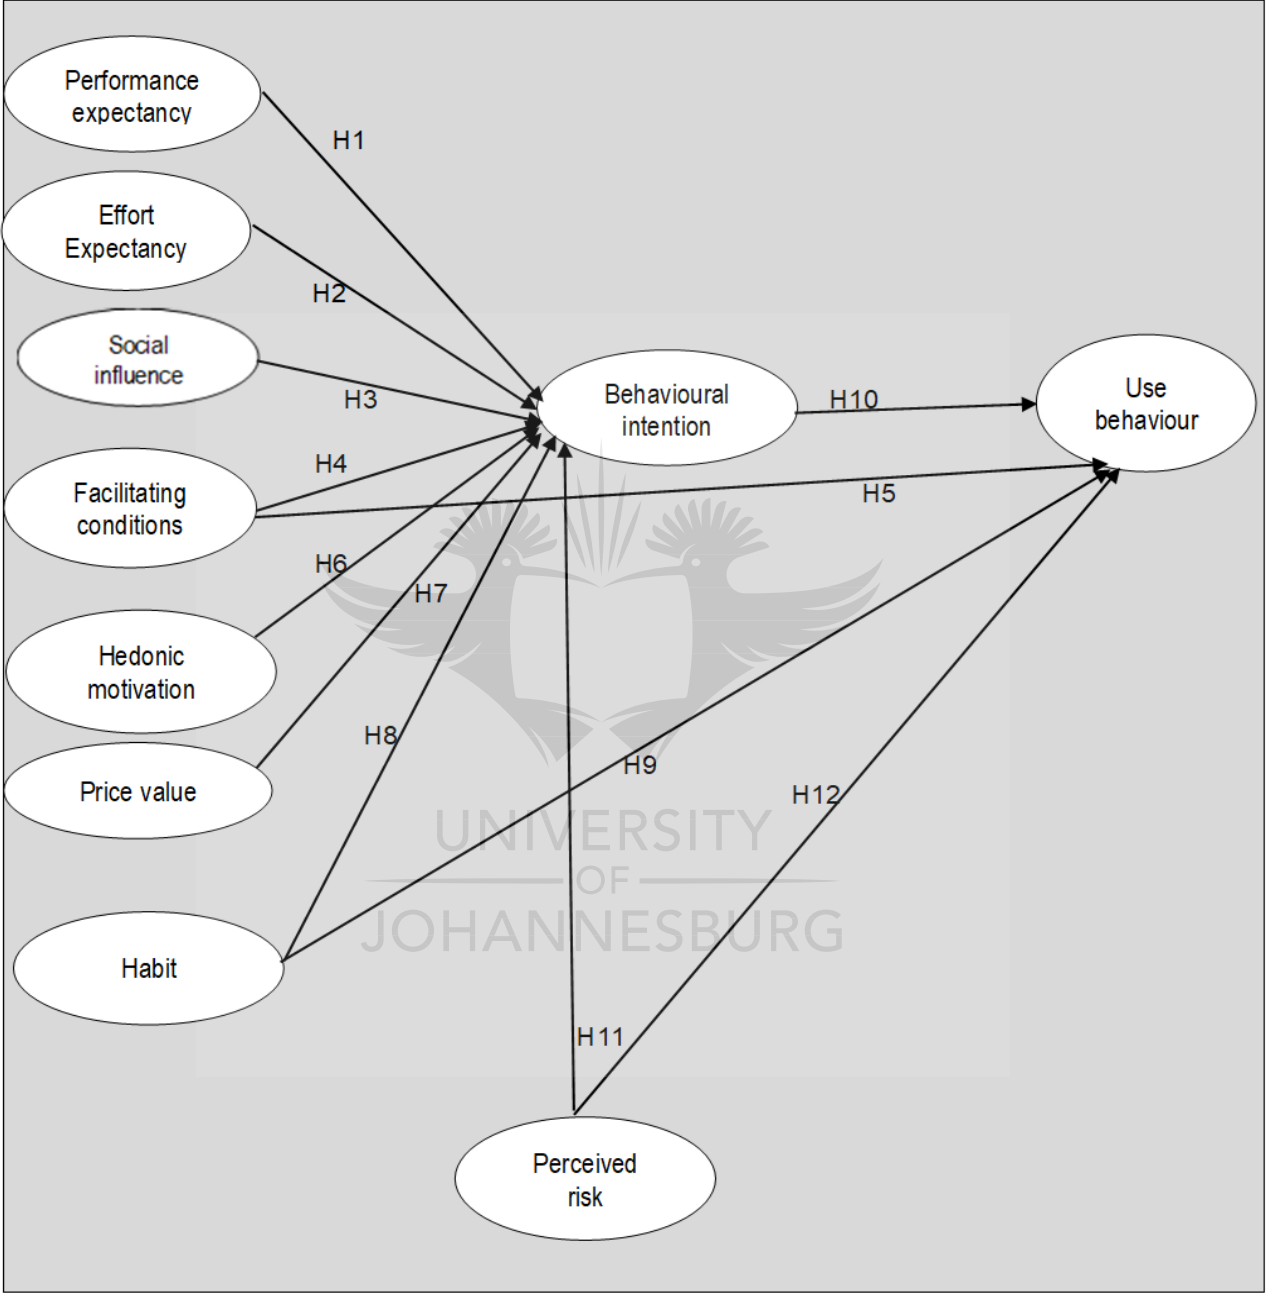 Performance
expectancy
H1
Effort
Expectancy
H2
Social
influence
H3
Behavioural
intention
H10
Use
behaviour
Facilitating
conditions
H4
H5
H6
H7
Hedonic
motivation
H8
H9
Price value
H12
UNIVERSITY
OF
JOHANNESBURG
Habit
H11
Perceived
risk